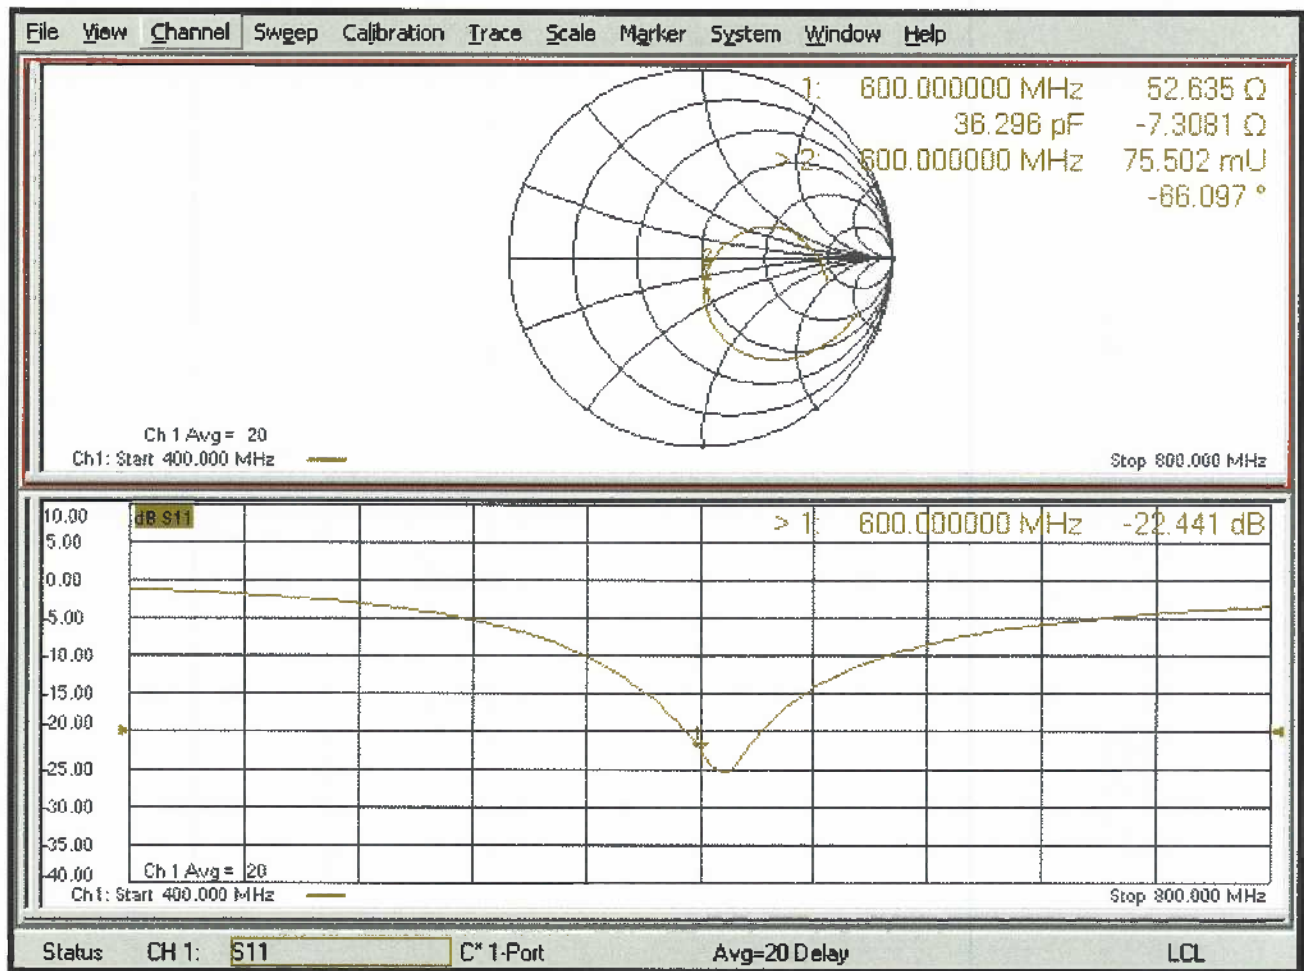 File View Channel Sweep Calibration Trace Scale Marker System Window Help
1: 600.000000 MHz 52.635 Ω
36.296 pF -7.3081 Ω
> 2: 600.000000 MHz 75.502 mU
-66.097 °
Ch 1 Avg = 20
Ch1: Start 400.000 MHz
Stop 800.000 MHz
10.00
dB S11
> 1: 600.000000 MHz -22.441 dB
5.00
0.00
-5.00
-10.00
-15.00
-20.00
-25.00
-30.00
-35.00
-40.00
Ch 1 Avg = 20
Ch1: Start 400.000 MHz
Stop 800.000 MHz
Status CH 1: S11 C* 1-Port Avg=20 Delay LCL